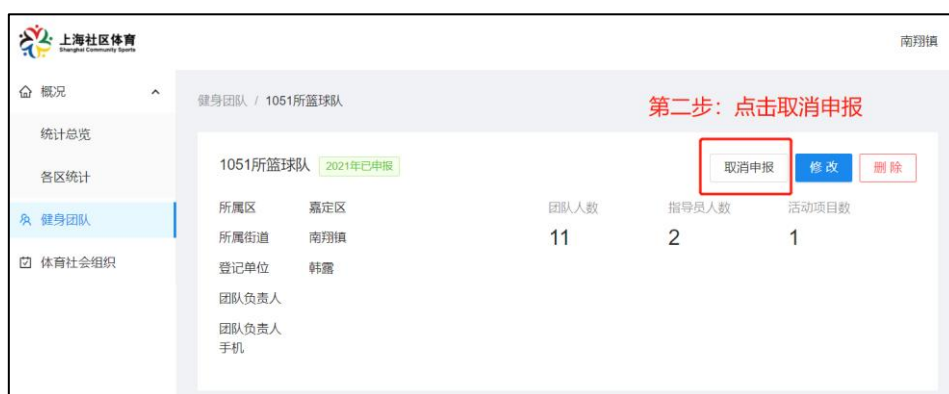 上海社区体育
Shanghai Community Sports
南翔镇
概况
统计总览
各区统计
健身团队
体育社会组织
健身团队 / 1051所篮球队
第二步：点击取消申报
1051所篮球队 2021年已申报
取消申报 修 改 删 除
所属区 嘉定区
所属街道 南翔镇
登记单位 韩露
团队负责人
团队负责人
手机
团队人数 指导员人数 活动项目数
11 2 1